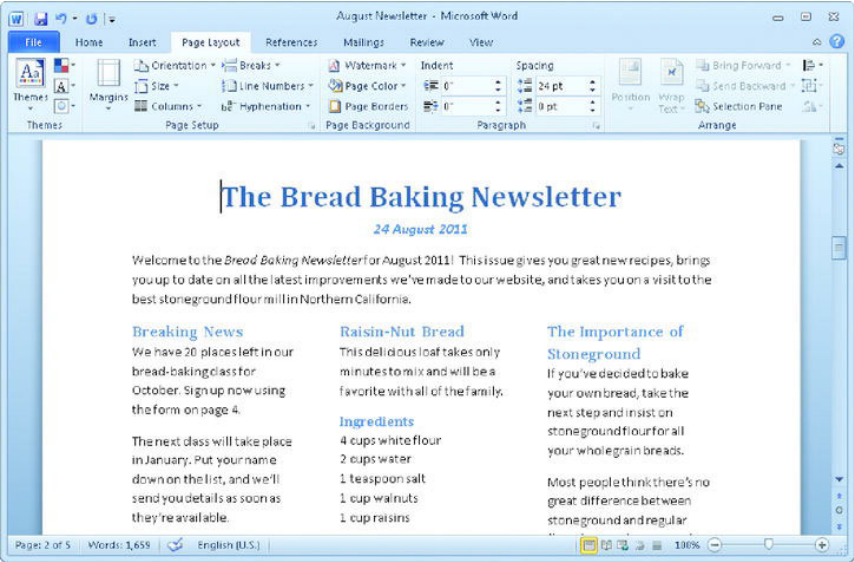 August Newsletter - Microsoft Word
File Home Insert Page Layout References Mailings Review View
Themes
Themes
Margins
Orientation
Size
Columns
Breaks
Line Numbers
Hyphenation
Page Setup
Watermark
Page Color
Page Borders
Page Background
Indent
0"
0"
Spacing
24 pt
0 pt
Paragraph
Position
Wrap
Text
Bring Forward
Send Backward
Selection Pane
Arrange
The Bread Baking Newsletter
24 August 2011
Welcome to the Bread Baking Newsletter for August 2011! This issue gives you great new recipes, brings
you up to date on all the latest improvements we've made to our website, and takes you on a visit to the
best stoneground flour mill in Northern California.
Breaking News
We have 20 places left in our
bread-baking class for
October. Sign up now using
the form on page 4.
The next class will take place
in January. Put your name
down on the list, and we'll
send you details as soon as
they're available.
Raisin-Nut Bread
This delicious loaf takes only
minutes to mix and will be a
favorite with all of the family.
Ingredients
4 cups white flour
2 cups water
1 teaspoon salt
1 cup walnuts
1 cup raisins
The Importance of
Stoneground
If you've decided to bake
your own bread, take the
next step and insist on
stoneground flour for all
your wholegrain breads.
Most people think there's no
great difference between
stoneground and regular
Page: 2 of 5 Words: 1,659 English (U.S.) 100%